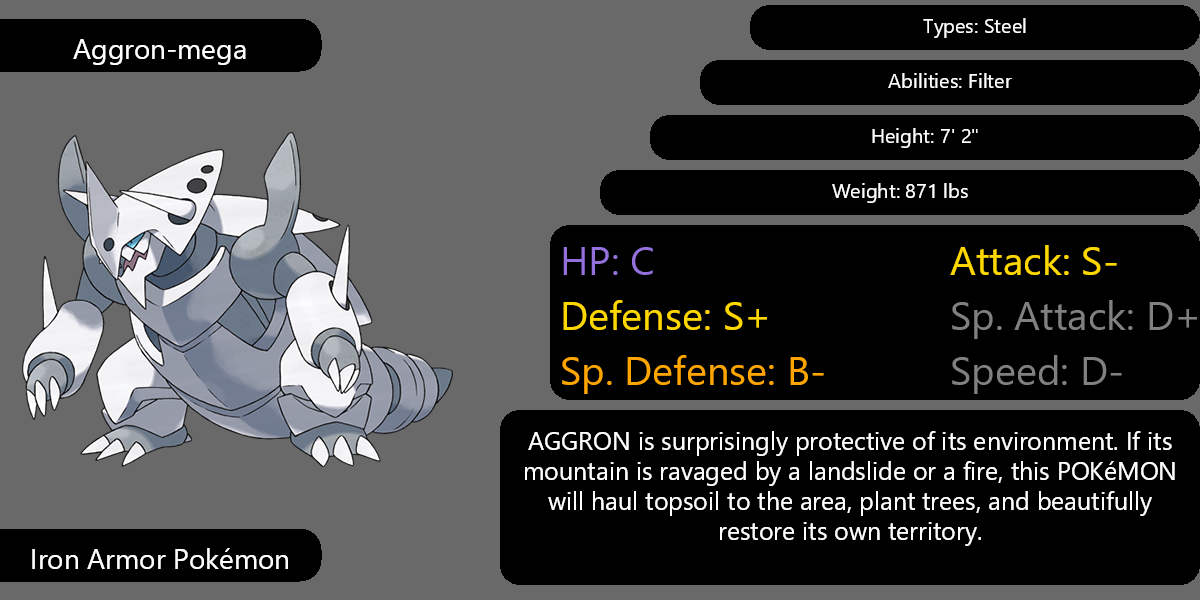 Aggron-mega
Types: Steel
Abilities: Filter
Height: 7' 2"
Weight: 871 lbs
HP: C
Attack: S-
Defense: S+
Sp. Attack: D+
Sp. Defense: B-
Speed: D-
AGGRON is surprisingly protective of its environment. If its
mountain is ravaged by a landslide or a fire, this POKéMON
will haul topsoil to the area, plant trees, and beautifully
restore its own territory.
Iron Armor Pokémon